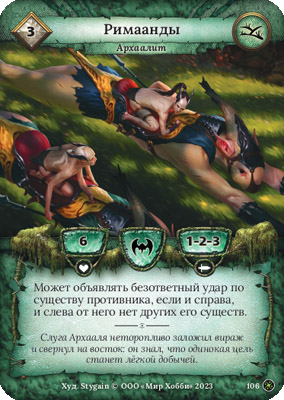 3
Римаанды
Архаалит
6
1-2-3
Может объявлять безответный удар по
существу противника, если и справа,
и слева от него нет других его существ.
Слуга Архааля неторопливо заложил вираж
и свернул на восток: он знал, что одинокая цель
станет лёгкой добычей.
Худ. Stygain © ООО «Мир Хобби» 2023
106